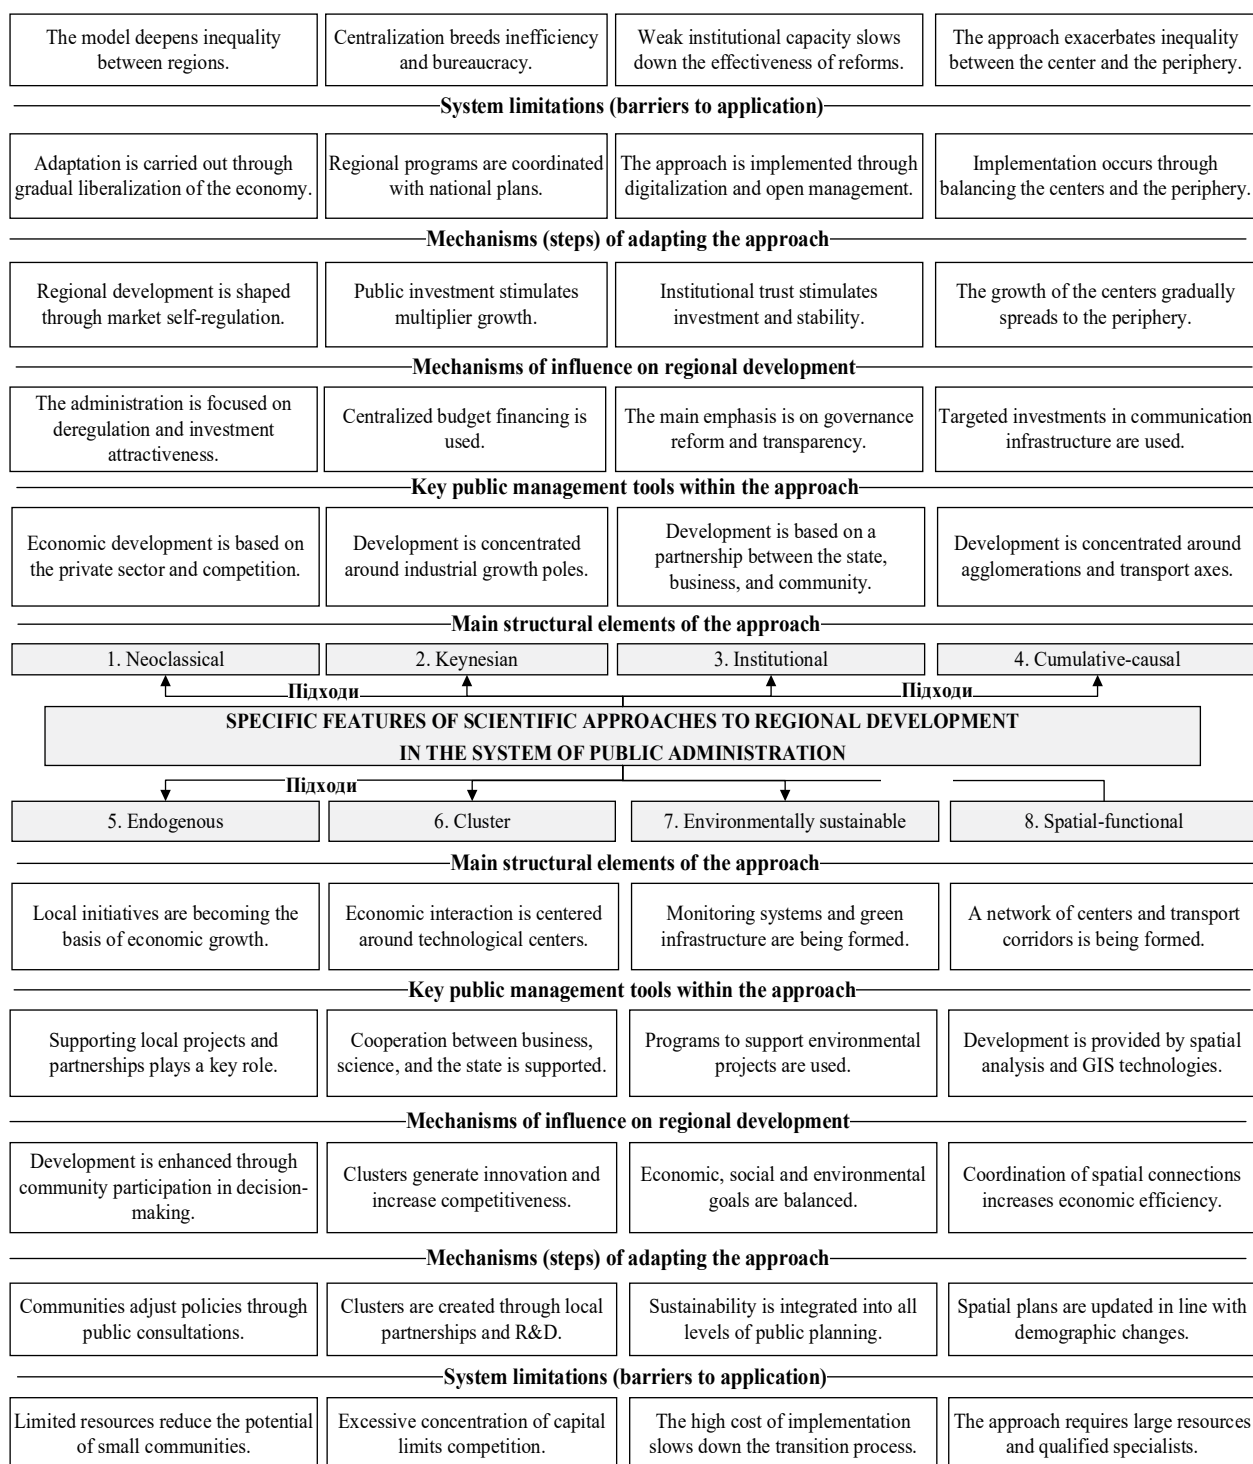 The model deepens inequality
between regions.
Centralization breeds inefficiency
and bureaucracy.
Weak institutional capacity slows
down the effectiveness of reforms.
The approach exacerbates inequality
between the center and the periphery.
System limitations (barriers to application)
Adaptation is carried out through
gradual liberalization of the economy.
Regional programs are coordinated
with national plans.
The approach is implemented through
digitalization and open management.
Implementation occurs through
balancing the centers and the periphery.
Mechanisms (steps) of adapting the approach
Regional development is shaped
through market self-regulation.
Public investment stimulates
multiplier growth.
Institutional trust stimulates
investment and stability.
The growth of the centers gradually
spreads to the periphery.
Mechanisms of influence on regional development
The administration is focused on
deregulation and investment
attractiveness.
Centralized budget financing is
used.
The main emphasis is on governance
reform and transparency.
Targeted investments in communication
infrastructure are used.
Key public management tools within the approach
Economic development is based on
the private sector and competition.
Development is concentrated
around industrial growth poles.
Development is based on a
partnership between the state,
business, and community.
Development is concentrated around
agglomerations and transport axes.
Main structural elements of the approach
1. Neoclassical
2. Keynesian
3. Institutional
4. Cumulative-causal
Підходи
Підходи
SPECIFIC FEATURES OF SCIENTIFIC APPROACHES TO REGIONAL DEVELOPMENT
IN THE SYSTEM OF PUBLIC ADMINISTRATION
Підходи
5. Endogenous
6. Cluster
7. Environmentally sustainable
8. Spatial-functional
Main structural elements of the approach
Local initiatives are becoming the
basis of economic growth.
Economic interaction is centered
around technological centers.
Monitoring systems and green
infrastructure are being formed.
A network of centers and transport
corridors is being formed.
Key public management tools within the approach
Supporting local projects and
partnerships plays a key role.
Cooperation between business,
science, and the state is supported.
Programs to support environmental
projects are used.
Development is provided by spatial
analysis and GIS technologies.
Mechanisms of influence on regional development
Development is enhanced through
community participation in decision-
making.
Clusters generate innovation and
increase competitiveness.
Economic, social and environmental
goals are balanced.
Coordination of spatial connections
increases economic efficiency.
Mechanisms (steps) of adapting the approach
Communities adjust policies through
public consultations.
Clusters are created through local
partnerships and R&D.
Sustainability is integrated into all
levels of public planning.
Spatial plans are updated in line with
demographic changes.
System limitations (barriers to application)
Limited resources reduce the potential
of small communities.
Excessive concentration of capital
limits competition.
The high cost of implementation
slows down the transition process.
The approach requires large resources
and qualified specialists.